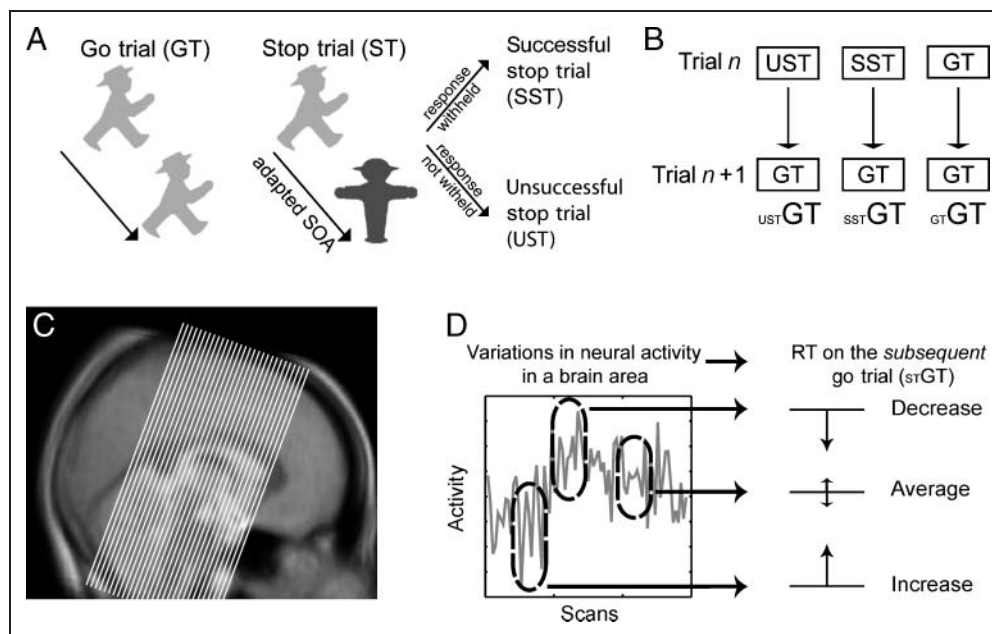 A
Go trial (GT)
Stop trial (ST)
adapted SOA
response
withheld
Successful
stop trial
(SST)
response
not witheld
Unsuccessful
stop trial
(UST)
B
Trial n
UST
SST
GT
Trial n+1
GT
GT
GT
USTGT
SSTGT
GTGT
C
D
Variations in neural activity
in a brain area
RT on the subsequent
go trial (STGT)
Activity
Scans
Decrease
Average
Increase